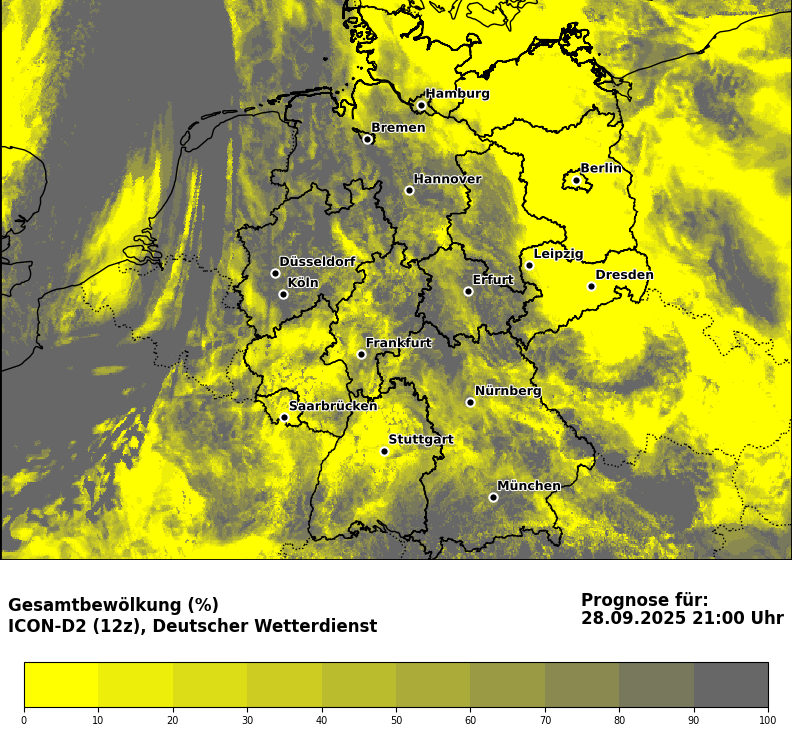 Hamburg
Bremen
Berlin
Hannover
Leipzig
Düsseldorf
Dresden
Köln
Erfurt
Frankfurt
Nürnberg
Saarbrücken
Stuttgart
München
Gesamtbewölkung (%)
ICON-D2 (12z), Deutscher Wetterdienst
Prognose für:
28.09.2025 21:00 Uhr
0 10 20 30 40 50 60 70 80 90 100